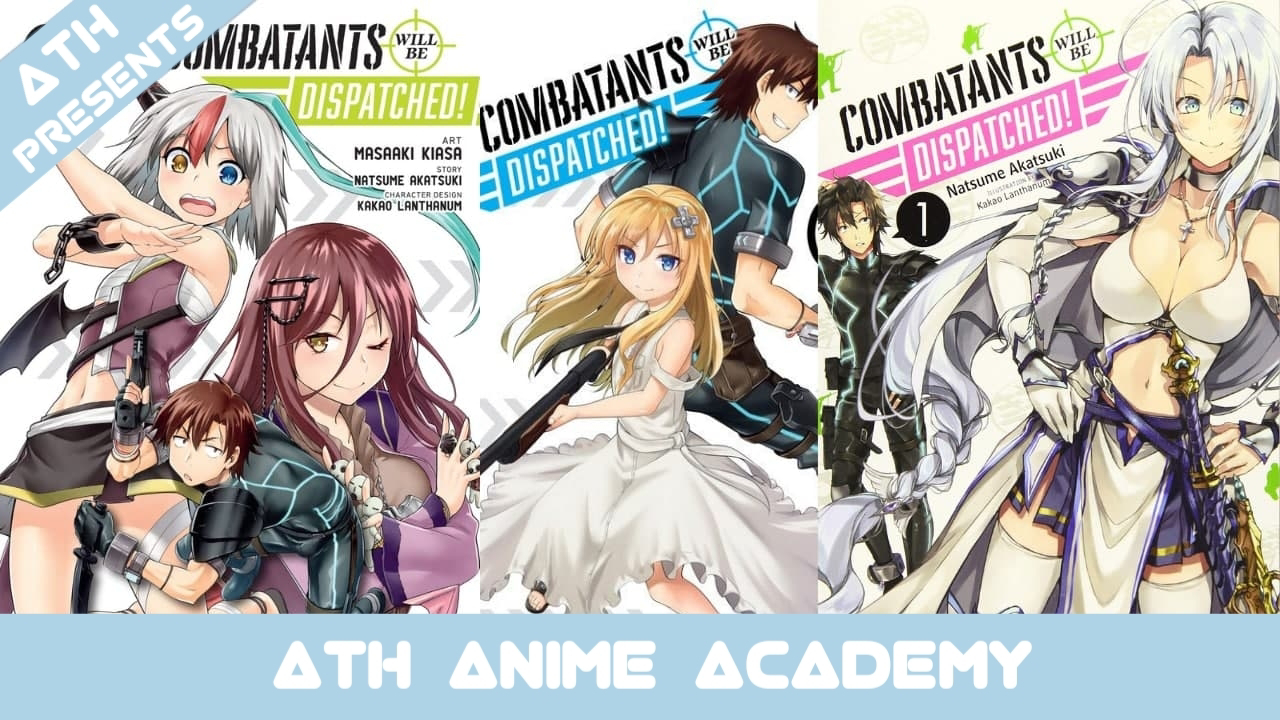 ATH
PRESENTS
COMBATANTS
WILL
BE
DISPATCHED!
ART
MASAAKI KIASA
STORY
NATSUME AKATSUKI
CHARACTER DESIGN
KAKAO LANTHANUM
COMBATANTS
WILL
BE
DISPATCHED!
COMBATANTS
WILL
BE
DISPATCHED!
1
Natsume Akatsuki
Kakao Lanthanum
ATH ANIME ACADEMY